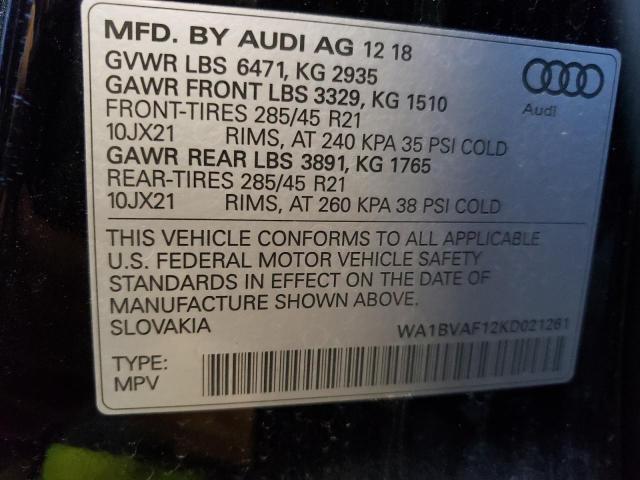 MFD. BY AUDI AG 12 18
GVWR LBS 6471, KG 2935
GAWR FRONT LBS 3329, KG 1510
FRONT-TIRES 285/45 R21
10JX21 RIMS, AT 240 KPA 35 PSI COLD
GAWR REAR LBS 3891, KG 1765
REAR-TIRES 285/45 R21
10JX21 RIMS, AT 260 KPA 38 PSI COLD
Audi
THIS VEHICLE CONFORMS TO ALL APPLICABLE
U.S. FEDERAL MOTOR VEHICLE SAFETY
STANDARDS IN EFFECT ON THE DATE OF
MANUFACTURE SHOWN ABOVE.
SLOVAKIA WA1BVAF12KD021261
TYPE:
MPV